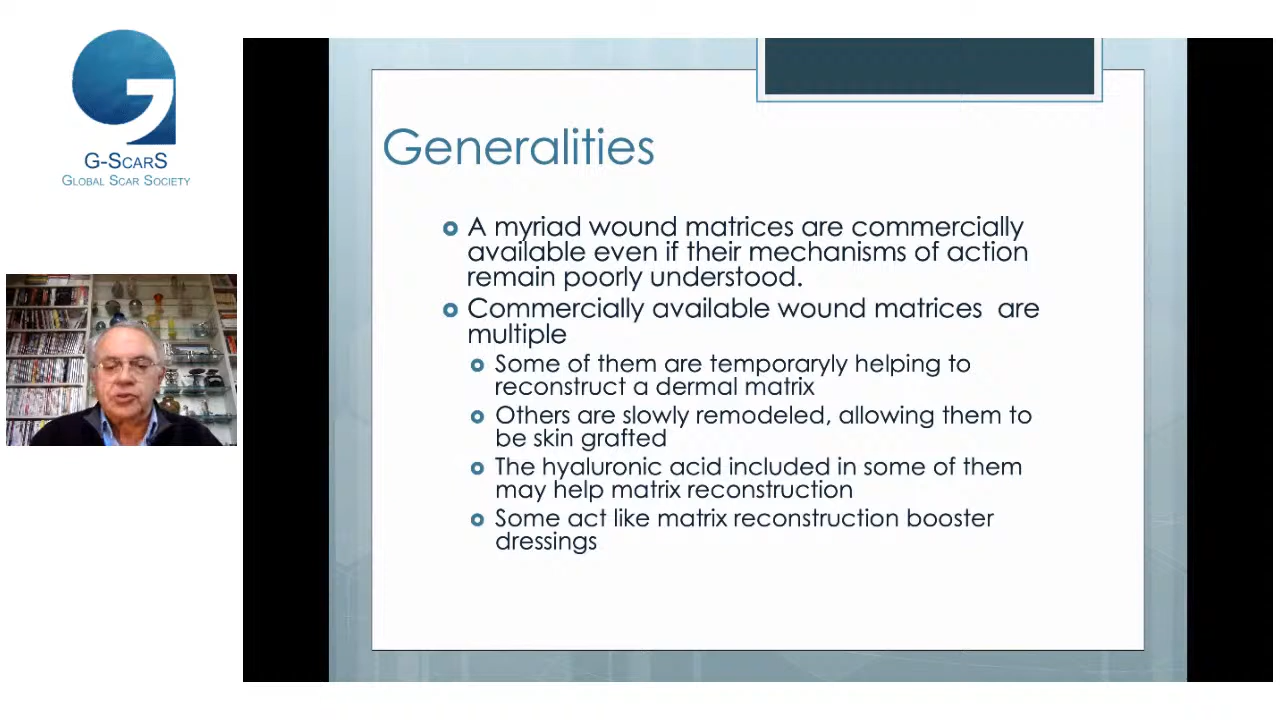 G-ScarS
Global Scar Society
Generalities
A myriad wound matrices are commercially
available even if their mechanisms of action
remain poorly understood.
Commercially available wound matrices are
multiple
Some of them are temporaryly helping to
reconstruct a dermal matrix
Others are slowly remodeled, allowing them to
be skin grafted
The hyaluronic acid included in some of them
may help matrix reconstruction
Some act like matrix reconstruction booster
dressings